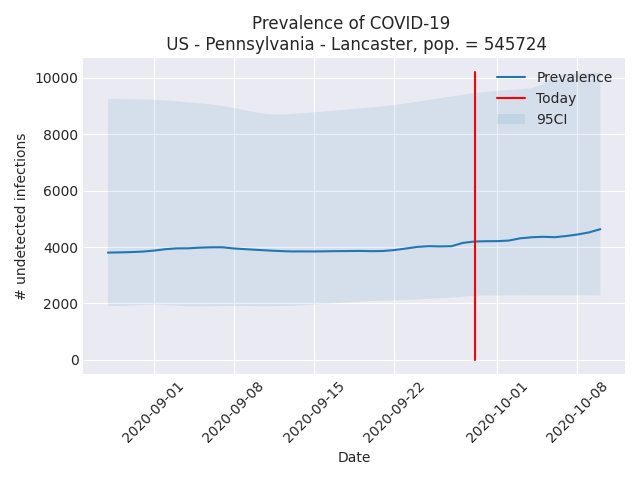 Prevalence of COVID-19
US - Pennsylvania - Lancaster, pop. = 545724
10000
8000
6000
4000
2000
0
# undetected infections
Prevalence
Today
95CI
2020-09-01
2020-09-08
2020-09-15
2020-09-22
2020-10-01
2020-10-08
Date